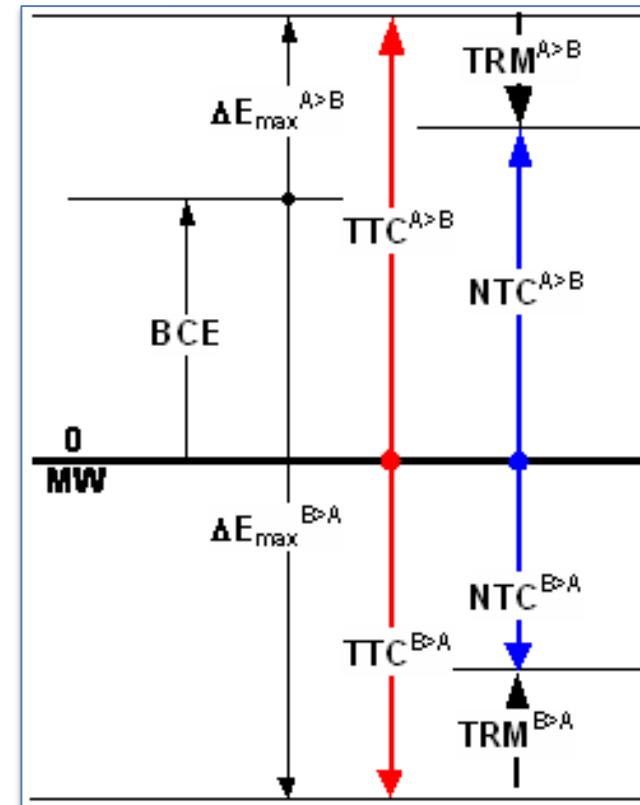 TRM^A>B
ΔE_max^A>B
TTC^A>B
NTC^A>B
BCE
0
MW
ΔE_max^B>A
NTC^B>A
TTC^B>A
TRM^B>A